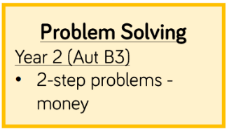 Problem Solving
Year 2 (Aut B3)
• 2-step problems -
money